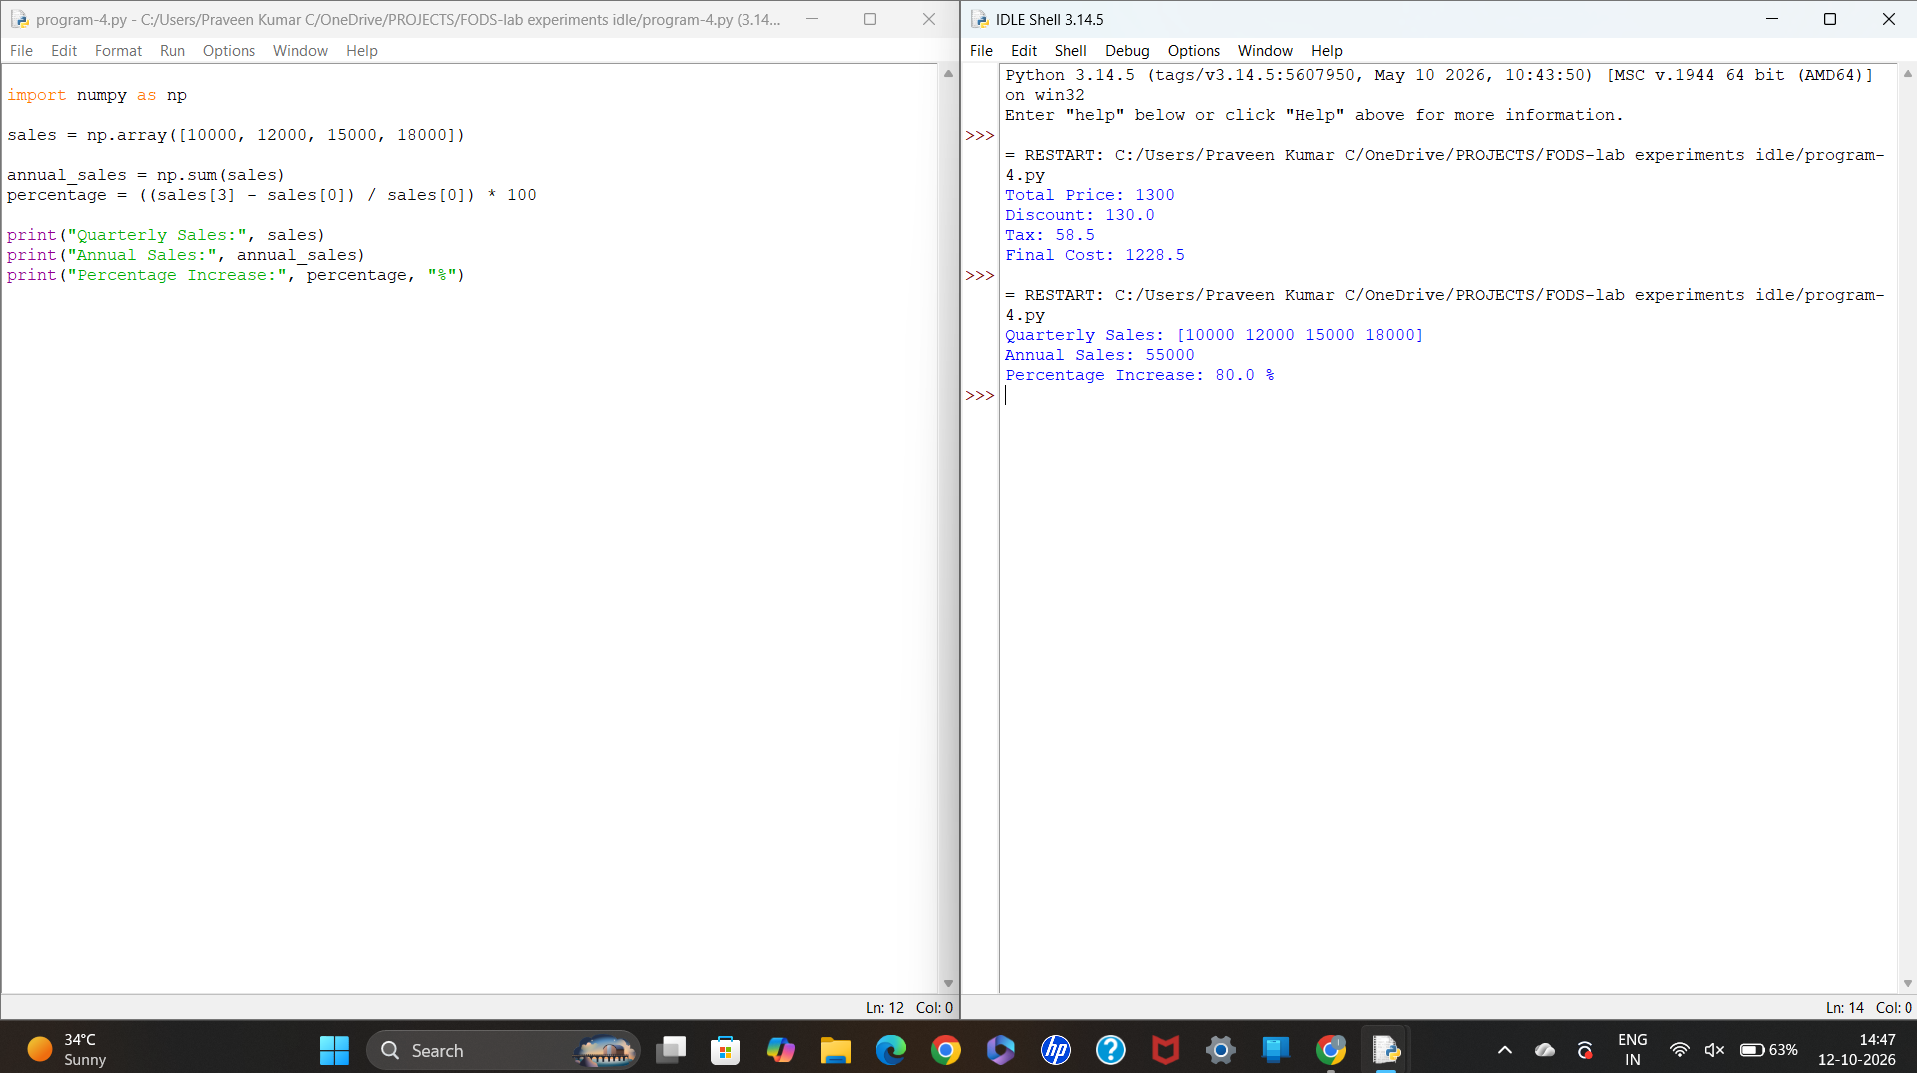 program-4.py - C:/Users/Praveen Kumar C/OneDrive/PROJECTS/FODS-lab experiments idle/program-4.py (3.14...
File Edit Format Run Options Window Help
import numpy as np
sales = np.array([10000, 12000, 15000, 18000])
annual_sales = np.sum(sales)
percentage = ((sales[3] - sales[0]) / sales[0]) * 100
print("Quarterly Sales:", sales)
print("Annual Sales:", annual_sales)
print("Percentage Increase:", percentage, "%")
Ln: 12 Col: 0
IDLE Shell 3.14.5
File Edit Shell Debug Options Window Help
Python 3.14.5 (tags/v3.14.5:5607950, May 10 2026, 10:43:50) [MSC v.1944 64 bit (AMD64)]
on win32
Enter "help" below or click "Help" above for more information.
>>>
= RESTART: C:/Users/Praveen Kumar C/OneDrive/PROJECTS/FODS-lab experiments idle/program-
4.py
Total Price: 1300
Discount: 130.0
Tax: 58.5
Final Cost: 1228.5
>>>
= RESTART: C:/Users/Praveen Kumar C/OneDrive/PROJECTS/FODS-lab experiments idle/program-
4.py
Quarterly Sales: [10000 12000 15000 18000]
Annual Sales: 55000
Percentage Increase: 80.0 %
>>>
Ln: 14 Col: 0
34°C
Sunny
Search
hp
ENG
IN
63%
14:47
12-10-2026